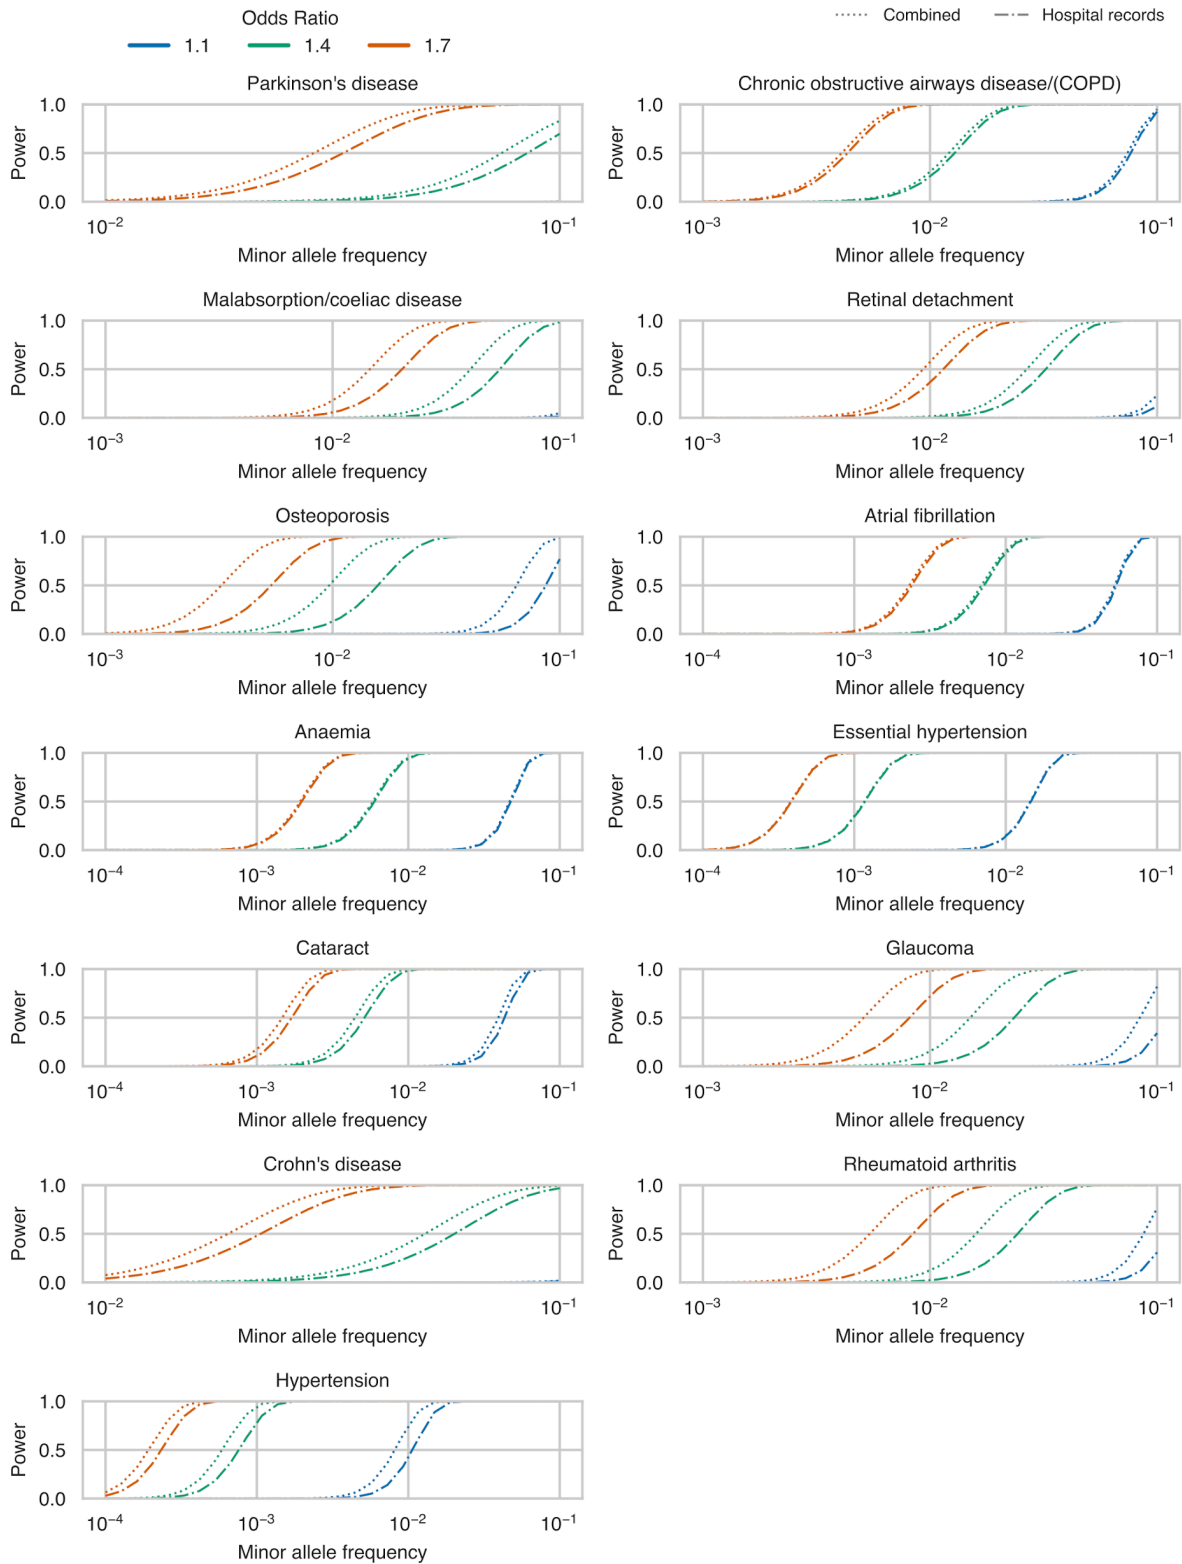 Odds Ratio
1.1 1.4 1.7
Combined Hospital records
Parkinson's disease
Power
1.0
0.5
0.0
10⁻² 10⁻¹
Minor allele frequency
Chronic obstructive airways disease/(COPD)
Power
1.0
0.5
0.0
10⁻³ 10⁻² 10⁻¹
Minor allele frequency
Malabsorption/coeliac disease
Power
1.0
0.5
0.0
10⁻³ 10⁻² 10⁻¹
Minor allele frequency
Retinal detachment
Power
1.0
0.5
0.0
10⁻³ 10⁻² 10⁻¹
Minor allele frequency
Osteoporosis
Power
1.0
0.5
0.0
10⁻³ 10⁻² 10⁻¹
Minor allele frequency
Atrial fibrillation
Power
1.0
0.5
0.0
10⁻⁴ 10⁻³ 10⁻² 10⁻¹
Minor allele frequency
Anaemia
Power
1.0
0.5
0.0
10⁻⁴ 10⁻³ 10⁻² 10⁻¹
Minor allele frequency
Essential hypertension
Power
1.0
0.5
0.0
10⁻⁴ 10⁻³ 10⁻² 10⁻¹
Minor allele frequency
Cataract
Power
1.0
0.5
0.0
10⁻⁴ 10⁻³ 10⁻² 10⁻¹
Minor allele frequency
Glaucoma
Power
1.0
0.5
0.0
10⁻³ 10⁻² 10⁻¹
Minor allele frequency
Crohn's disease
Power
1.0
0.5
0.0
10⁻² 10⁻¹
Minor allele frequency
Rheumatoid arthritis
Power
1.0
0.5
0.0
10⁻³ 10⁻² 10⁻¹
Minor allele frequency
Hypertension
Power
1.0
0.5
0.0
10⁻⁴ 10⁻³ 10⁻² 10⁻¹
Minor allele frequency